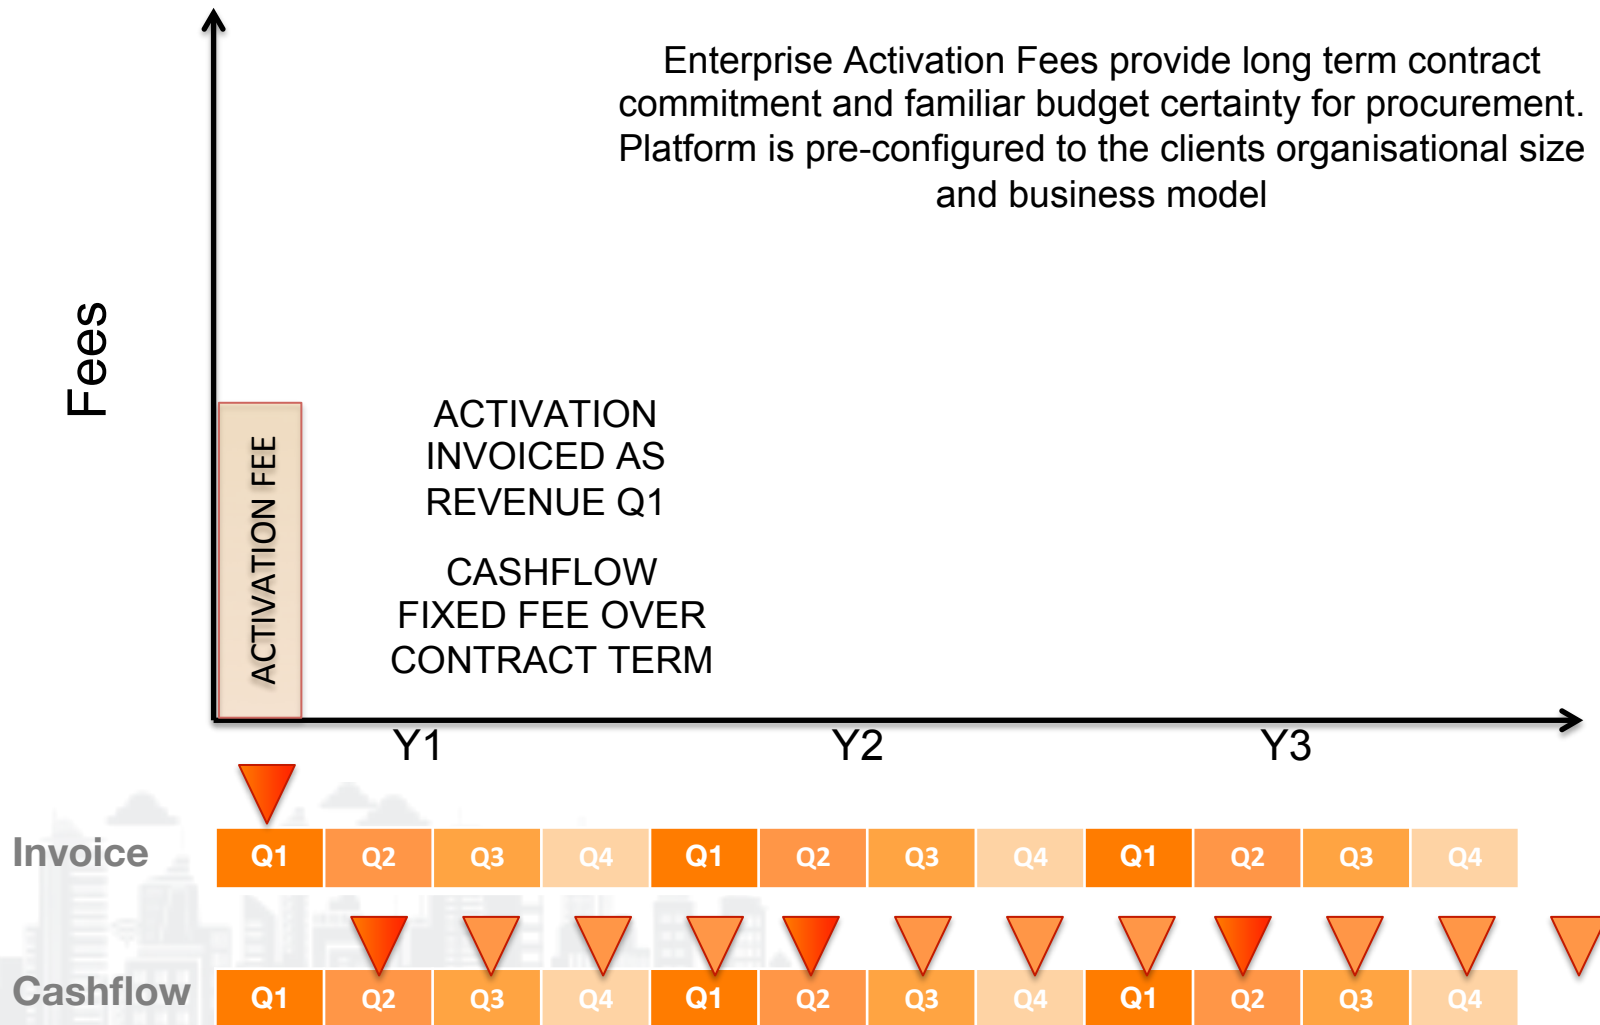 Enterprise Activation Fees provide long term contract
commitment and familiar budget certainty for procurement.
Platform is pre-configured to the clients organisational size
and business model
Fees
ACTIVATION FEE
ACTIVATION
INVOICED AS
REVENUE Q1
CASHFLOW
FIXED FEE OVER
CONTRACT TERM
Y1 Y2 Y3
Invoice Q1 Q2 Q3 Q4 Q1 Q2 Q3 Q4 Q1 Q2 Q3 Q4
Cashflow Q1 Q2 Q3 Q4 Q1 Q2 Q3 Q4 Q1 Q2 Q3 Q4